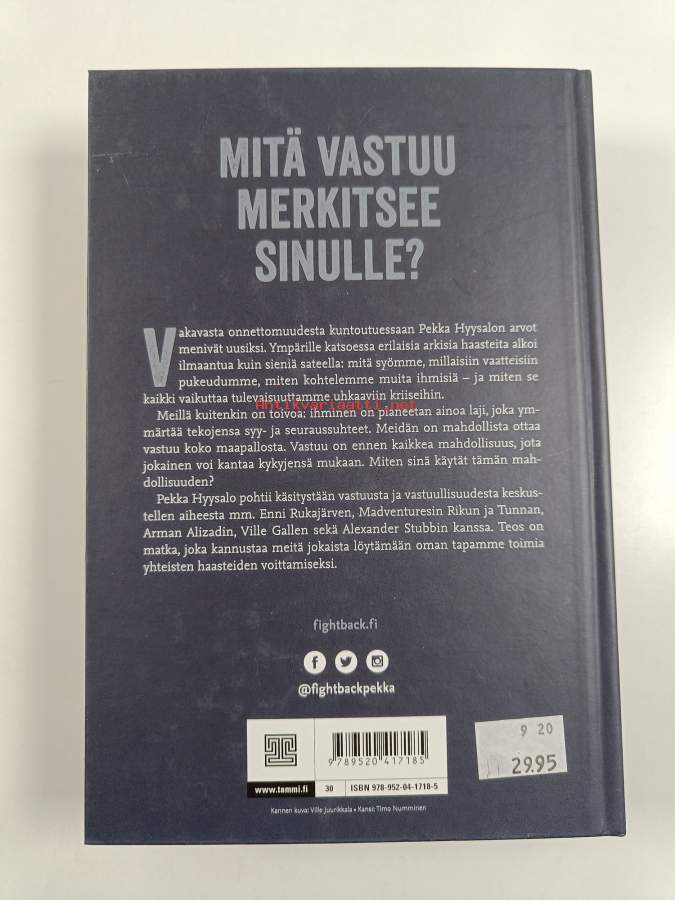 MITÄ VASTUU
MERKITSEE
SINULLE?
Vakavasta onnettomuudesta kuntoutuessaan Pekka Hyysalon arvot
menivät uusiksi. Ympärille katsoessa erilaisia arkisia haasteita alkoi
ilmaantua kuin sieniä sateella: mitä syömme, millaisiin vaatteisiin
pukeudumme, miten kohtelemme muita ihmisiä – ja miten se
kaikki vaikuttaa tulevaisuuttamme uhkaaviin kriiseihin.
Antikvariaatti.net
Meillä kuitenkin on toivoa: ihminen on planeetan ainoa laji, joka ym-
märtää tekojensa syy- ja seuraussuhteet. Meidän on mahdollista ottaa
vastuu koko maapallosta. Vastuu on ennen kaikkea mahdollisuus, jota
jokainen voi kantaa kykyjensä mukaan. Miten sinä käytät tämän mah-
dollisuuden?
Pekka Hyysalo pohtii käsitystään vastuusta ja vastuullisuudesta keskus-
tellen aiheesta mm. Enni Rukajärven, Madventuresin Rikun ja Tunnan,
Arman Alizadin, Ville Gallen sekä Alexander Stubbin kanssa. Teos on
matka, joka kannustaa meitä jokaista löytämään oman tapamme toimia
yhteisten haasteiden voittamiseksi.
fightback.fi
@fightbackpekka
9 789520 417185
www.tammi.fi 30 ISBN 978-952-04-1718-5
9 20
29.95
Kannen kuva: Ville Juurikkala • Kansi: Timo Numminen